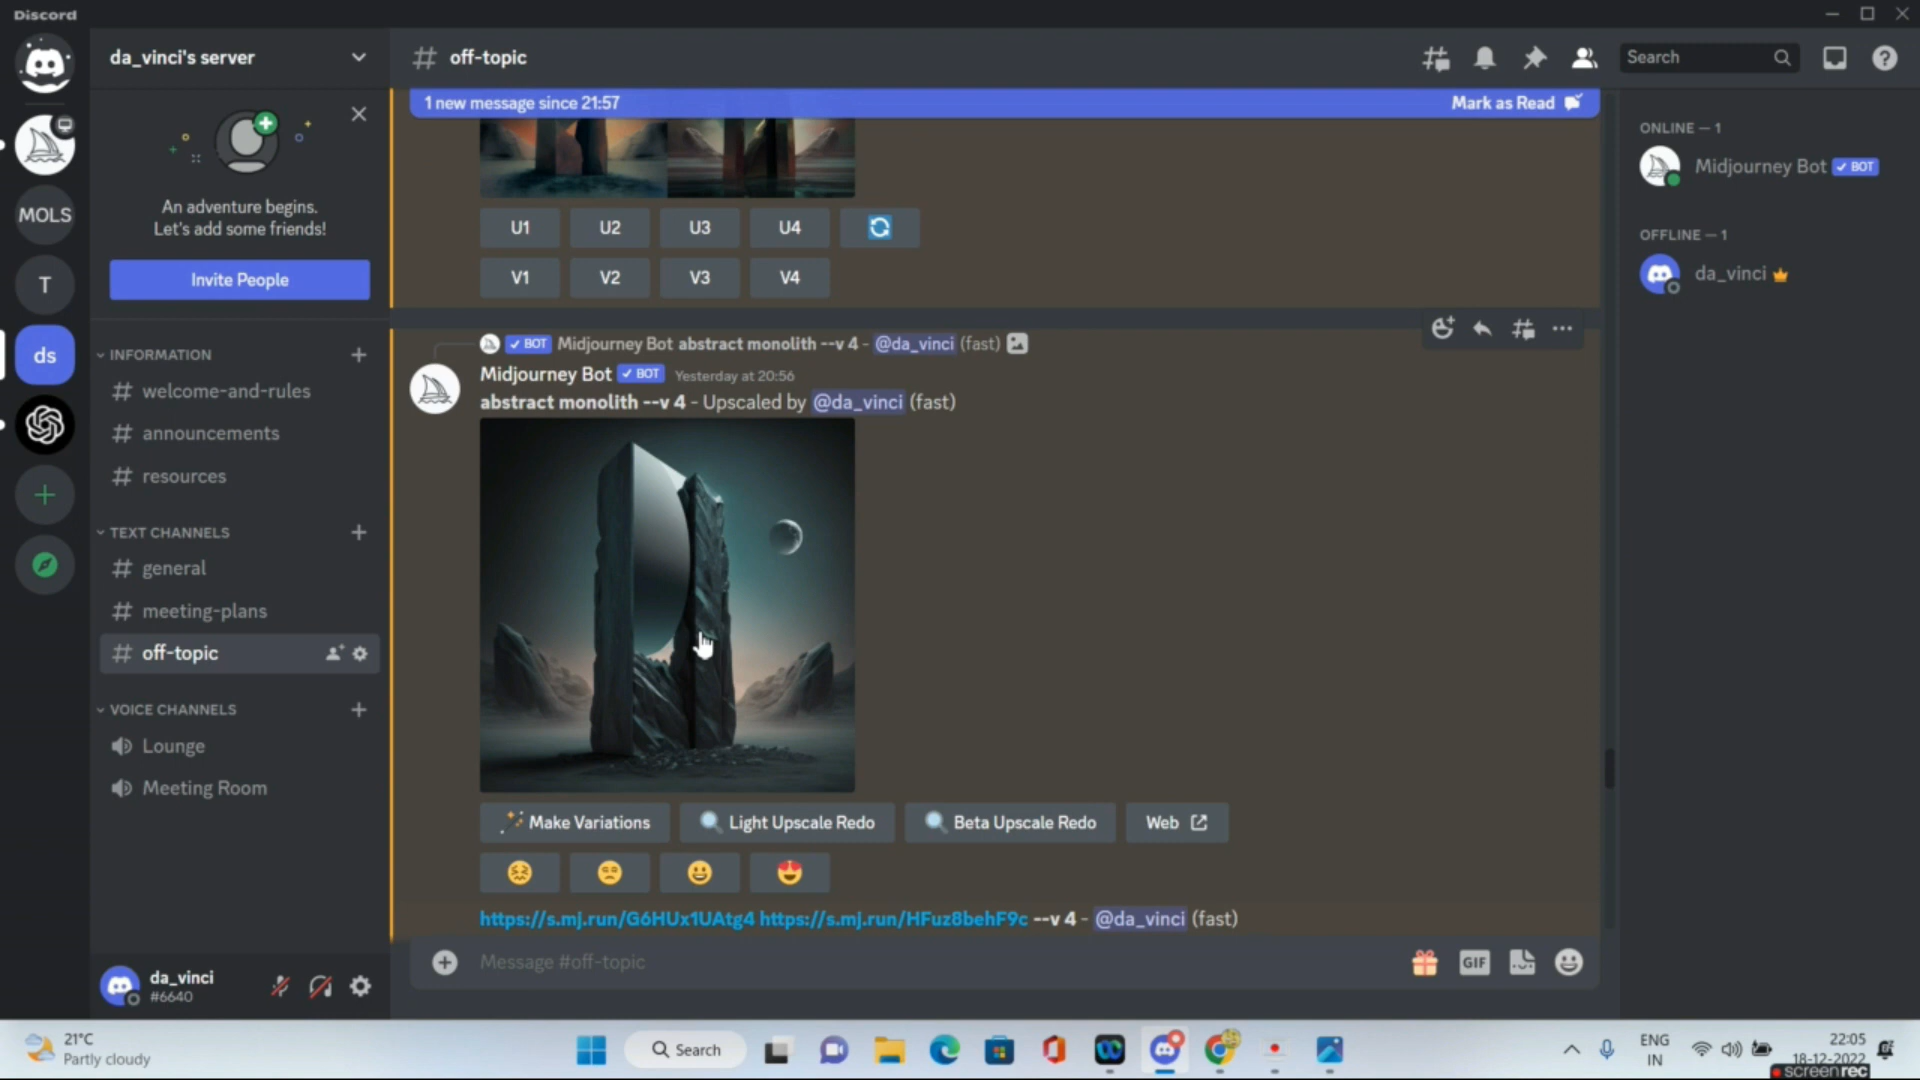 Discord
da_vinci's server
off-topic
Search
1 new message since 21:57
Mark as Read
An adventure begins.
Let's add some friends!
Invite People
MOLS
T
ds
INFORMATION
welcome-and-rules
announcements
resources
TEXT CHANNELS
general
meeting-plans
off-topic
VOICE CHANNELS
Lounge
Meeting Room
da_vinci
#6640
U1 U2 U3 U4
V1 V2 V3 V4
BOT Midjourney Bot abstract monolith --v 4 - @da_vinci (fast)
Midjourney Bot BOT Yesterday at 20:56
abstract monolith --v 4 - Upscaled by @da_vinci (fast)
Make Variations Light Upscale Redo Beta Upscale Redo Web
https://s.mj.run/G6HUx1UAtg4 https://s.mj.run/HFuz8behF9c --v 4 - @da_vinci (fast)
Message #off-topic
GIF
ONLINE — 1
Midjourney Bot BOT
OFFLINE — 1
da_vinci
21°C
Partly cloudy
Search
ENG
IN
22:05
18-12-2022
screenrec